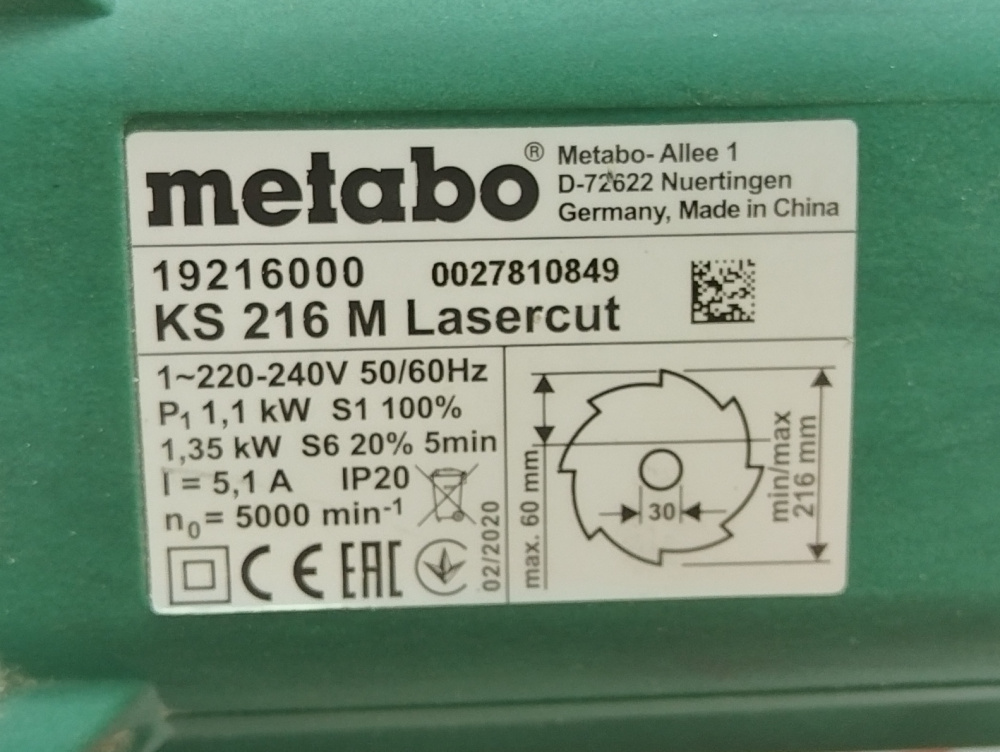 metabo®
Metabo- Allee 1
D-72622 Nuertingen
Germany, Made in China
19216000 0027810849
KS 216 M Lasercut
1~220-240V 50/60Hz
P₁ 1,1 kW S1 100%
1,35 kW S6 20% 5min
I = 5,1 A IP20
n₀ = 5000 min⁻¹
02/2020
CE EAC
max. 60 mm
30
min/max
216 mm